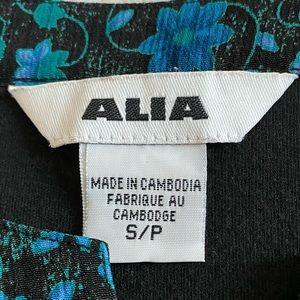 ALIA
MADE IN CAMBODIA
FABRIQUE AU
CAMBODGE
S/P